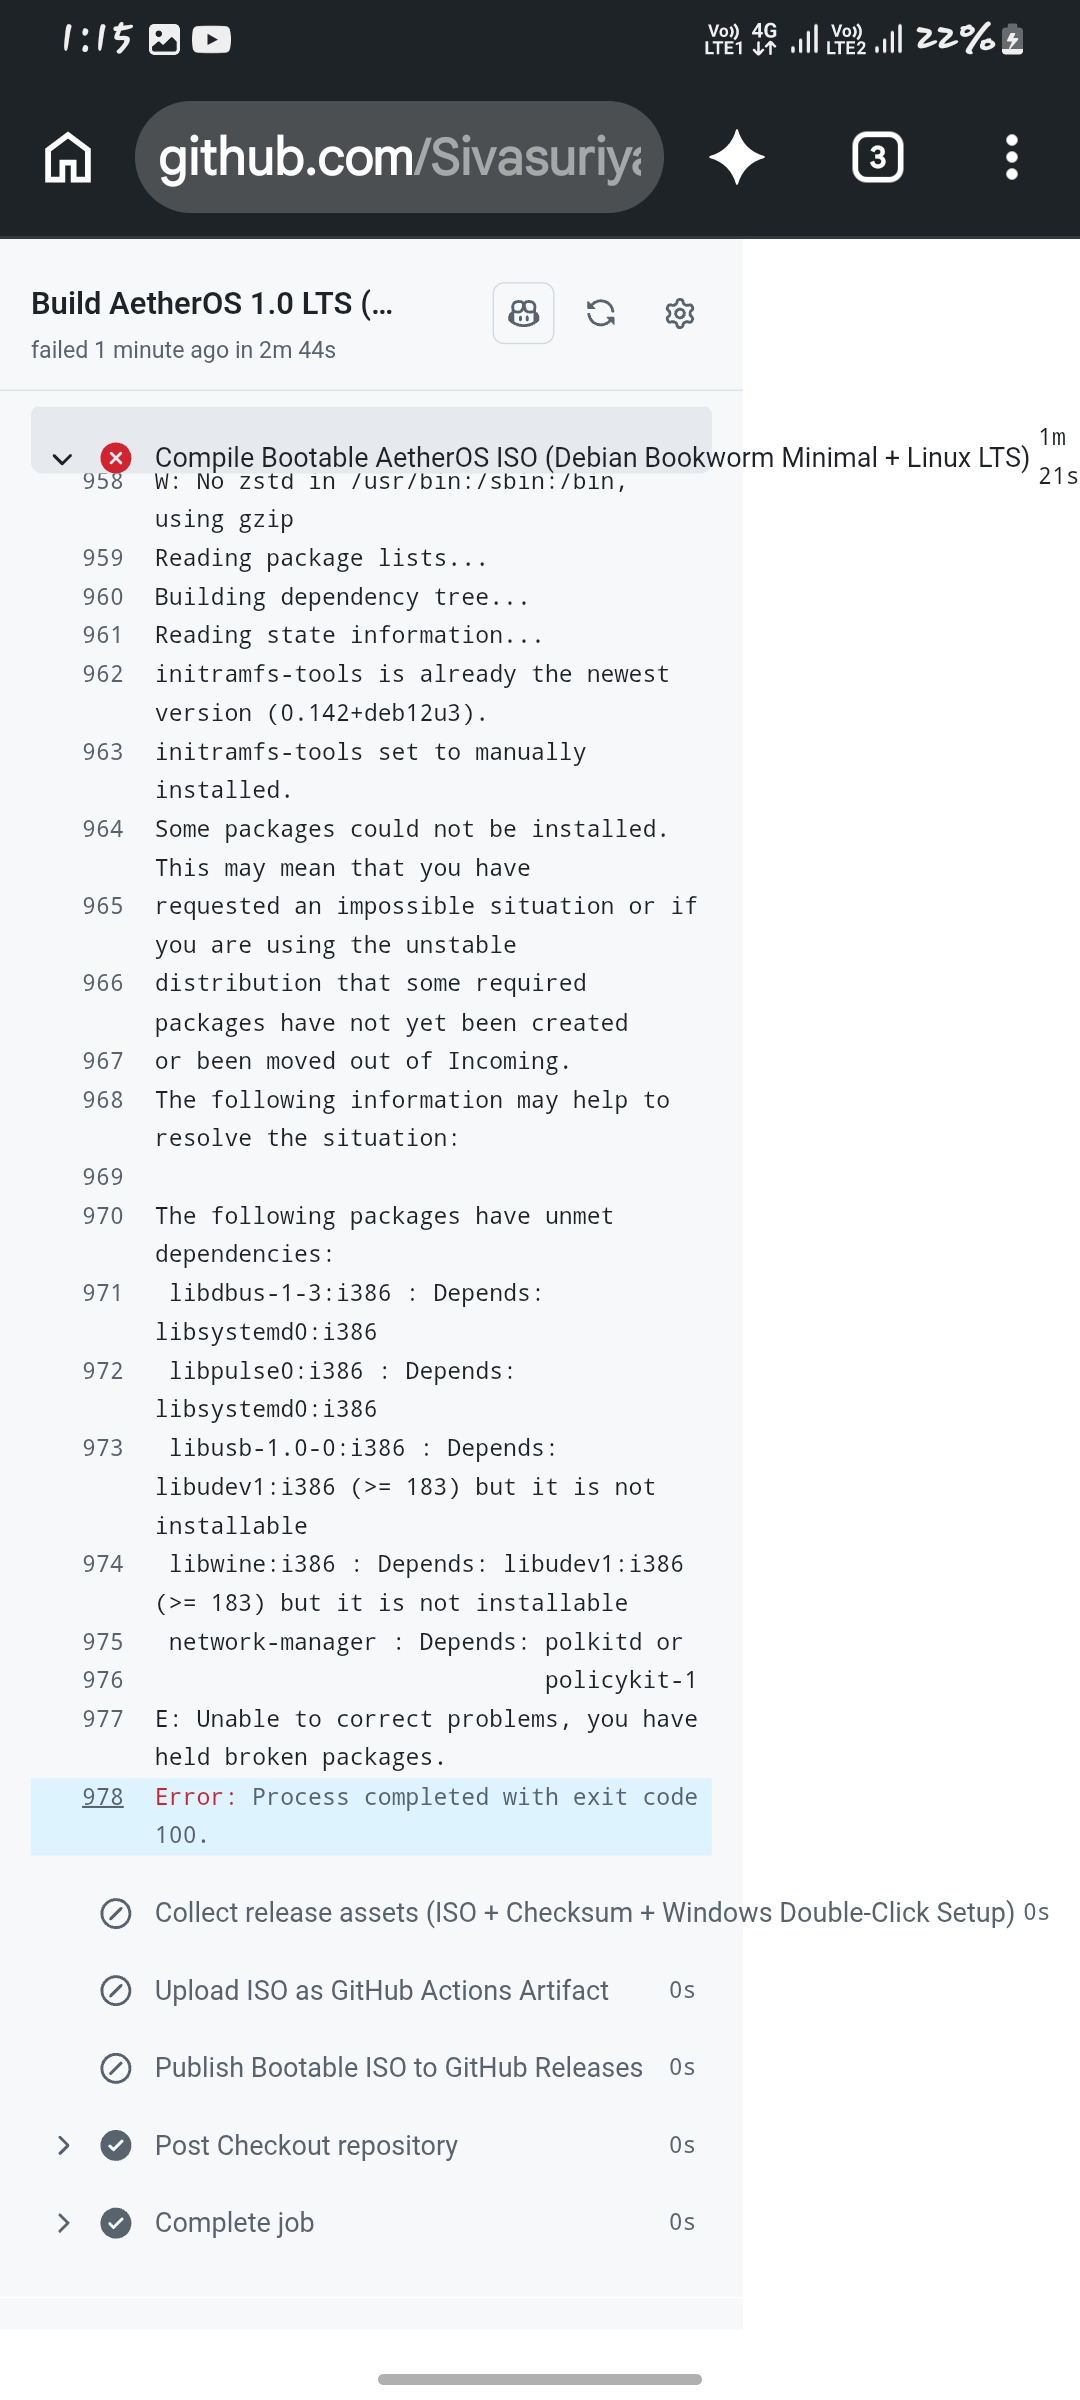 1:15
Vo)) LTE1 4G Vo)) LTE2 22%
github.com/Sivasuriya
3
Build AetherOS 1.0 LTS (...
failed 1 minute ago in 2m 44s
Compile Bootable AetherOS ISO (Debian Bookworm Minimal + Linux LTS) 1m 21s
958 W: No zstd in /usr/bin:/sbin:/bin,
using gzip
959 Reading package lists...
960 Building dependency tree...
961 Reading state information...
962 initramfs-tools is already the newest
version (0.142+deb12u3).
963 initramfs-tools set to manually
installed.
964 Some packages could not be installed.
This may mean that you have
965 requested an impossible situation or if
you are using the unstable
966 distribution that some required
packages have not yet been created
967 or been moved out of Incoming.
968 The following information may help to
resolve the situation:
969
970 The following packages have unmet
dependencies:
971 libdbus-1-3:i386 : Depends:
libsystemd0:i386
972 libpulse0:i386 : Depends:
libsystemd0:i386
973 libusb-1.0-0:i386 : Depends:
libudev1:i386 (>= 183) but it is not
installable
974 libwine:i386 : Depends: libudev1:i386
(>= 183) but it is not installable
975 network-manager : Depends: polkitd or
976 policykit-1
977 E: Unable to correct problems, you have
held broken packages.
978 Error: Process completed with exit code
100.
Collect release assets (ISO + Checksum + Windows Double-Click Setup) 0s
Upload ISO as GitHub Actions Artifact 0s
Publish Bootable ISO to GitHub Releases 0s
Post Checkout repository 0s
Complete job 0s